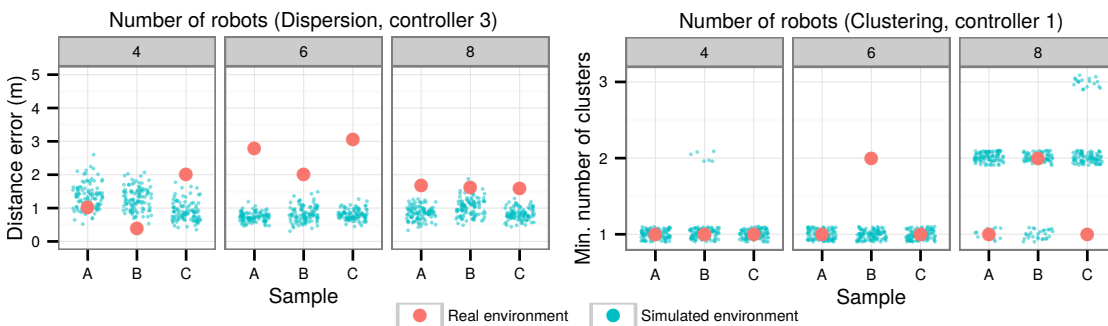 Number of robots (Dispersion, controller 3)
4
6
8
Distance error (m)
5
4
3
2
1
0
A
B
C
A
B
C
A
B
C
Sample
Number of robots (Clustering, controller 1)
4
6
8
Min. number of clusters
3
2
1
A
B
C
A
B
C
A
B
C
Sample
Real environment
Simulated environment